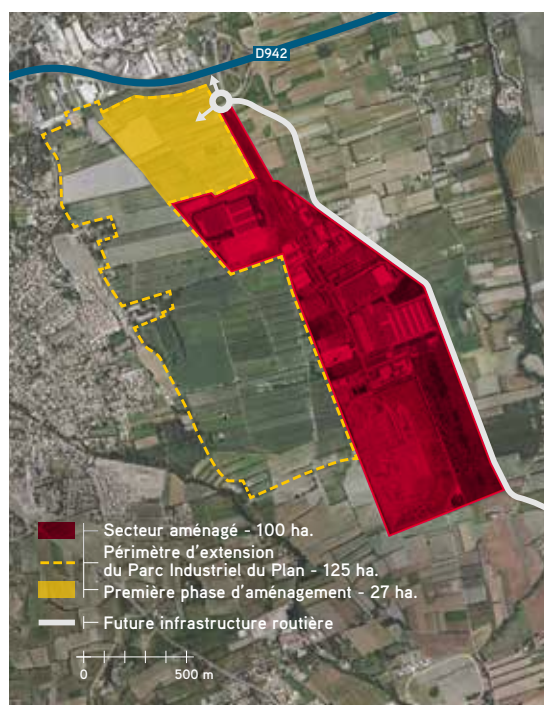 D942
Secteur aménagé - 100 ha.
Périmètre d'extension
du Parc Industriel du Plan - 125 ha.
Première phase d'aménagement - 27 ha.
Future infrastructure routière
0 500 m